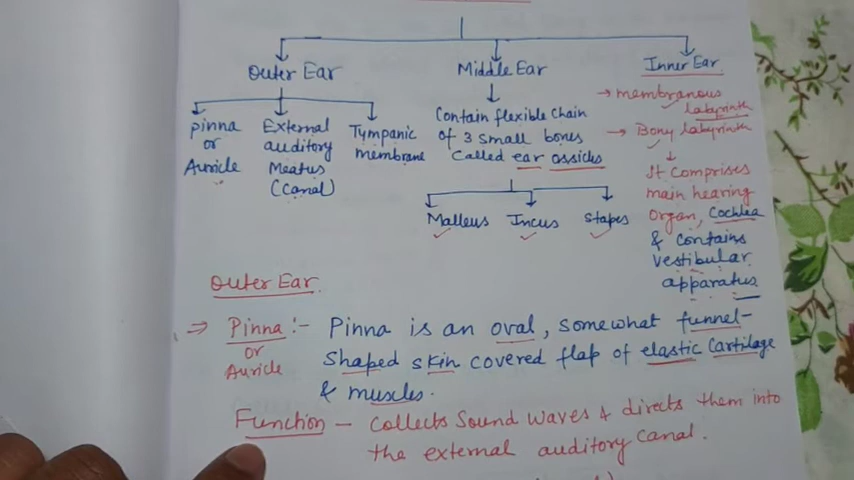 Outer Ear
Middle Ear
Inner Ear
Pinna
or
Auricle
External
auditory
Meatus
(Canal)
Tympanic
membrane
Contain flexible chain
of 3 small bones
Called ear ossicles
Malleus
Incus
Stapes
→ membranous
labyrinth
→ Bony labyrinth
It Comprises
main hearing
Organ, Cochlea
& Contains
vestibular
apparatus
Outer Ear
⇒ Pinna :- Pinna is an oval, somewhat funnel-
or
Auricle
shaped skin covered flap of elastic Cartilage
& muscles.
Function - Collects Sound waves & directs them into
the external auditory Canal.